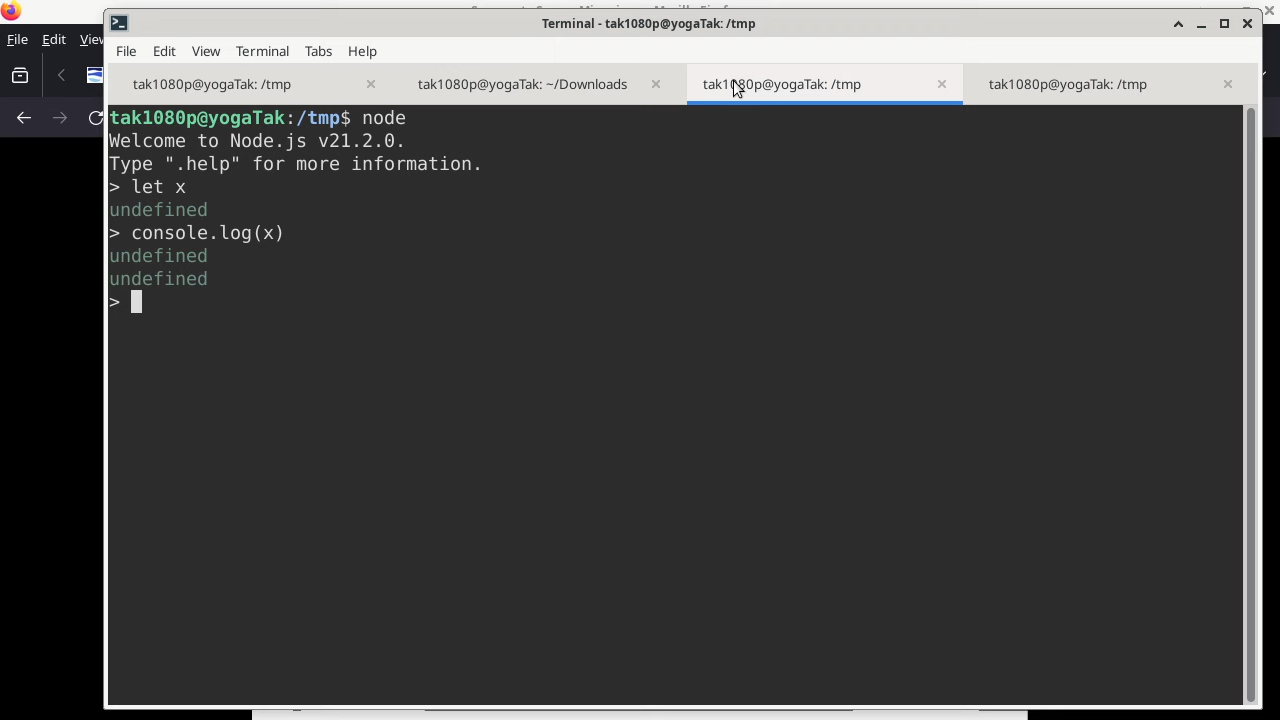 Terminal - tak1080p@yogaTak: /tmp
File Edit View
File Edit View Terminal Tabs Help
tak1080p@yogaTak: /tmp tak1080p@yogaTak: ~/Downloads tak1080p@yogaTak: /tmp tak1080p@yogaTak: /tmp
tak1080p@yogaTak:/tmp$ node
Welcome to Node.js v21.2.0.
Type ".help" for more information.
> let x
undefined
> console.log(x)
undefined
undefined
>